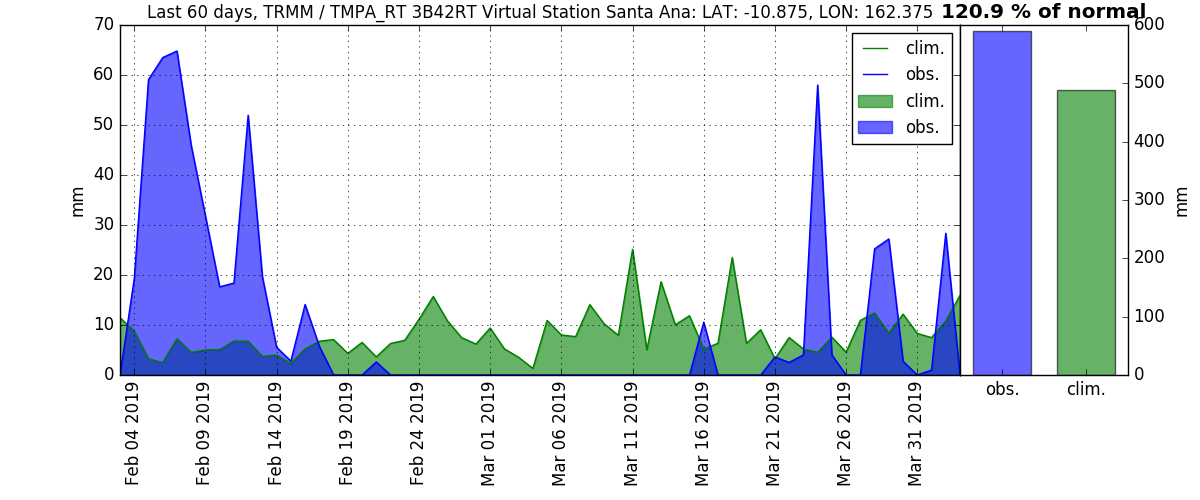 Last 60 days, TRMM / TMPA_RT 3B42RT Virtual Station Santa Ana: LAT: -10.875, LON: 162.375 120.9 % of normal
70
60
50
40
30
20
10
0
mm
clim.
obs.
clim.
obs.
Feb 04 2019
Feb 09 2019
Feb 14 2019
Feb 19 2019
Feb 24 2019
Mar 01 2019
Mar 06 2019
Mar 11 2019
Mar 16 2019
Mar 21 2019
Mar 26 2019
Mar 31 2019
600
500
400
300
200
100
0
mm
obs. clim.